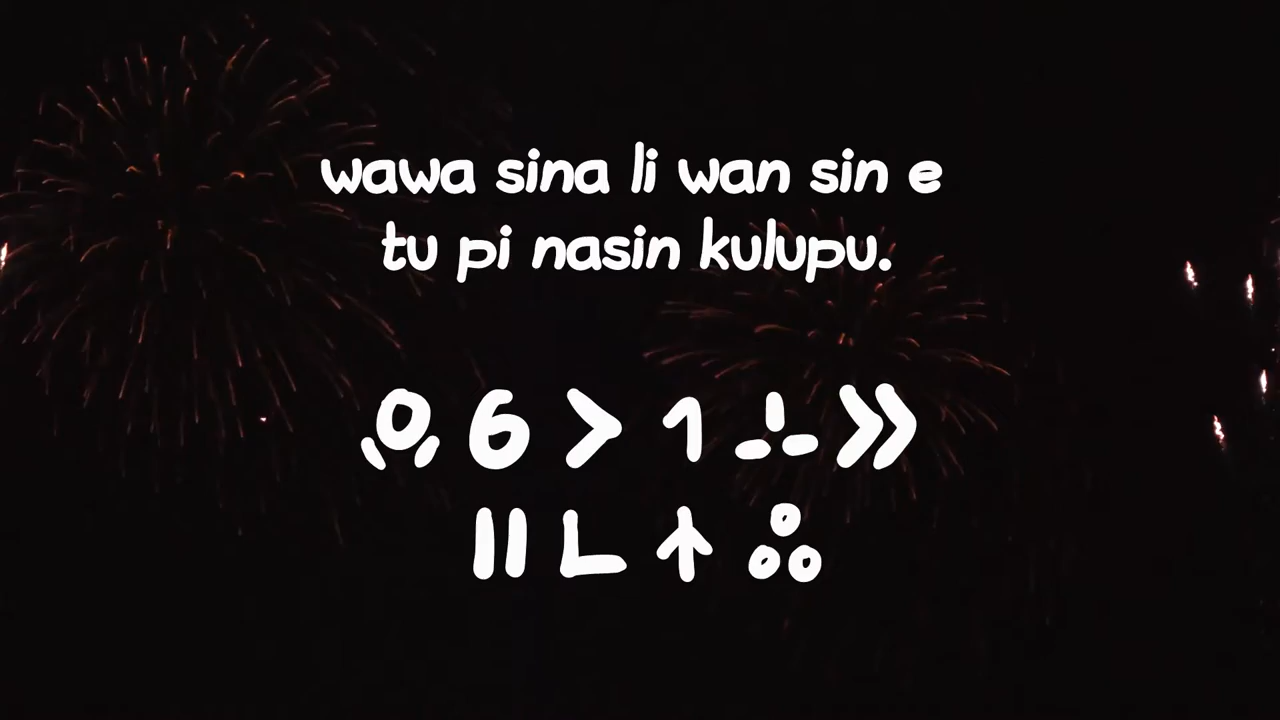 wawa sina li wan sin e
tu pi nasin kulupu.
󱥵󱥞󱤧󱥳󱥟󱤉
󱥮󱥍󱥉󱤟